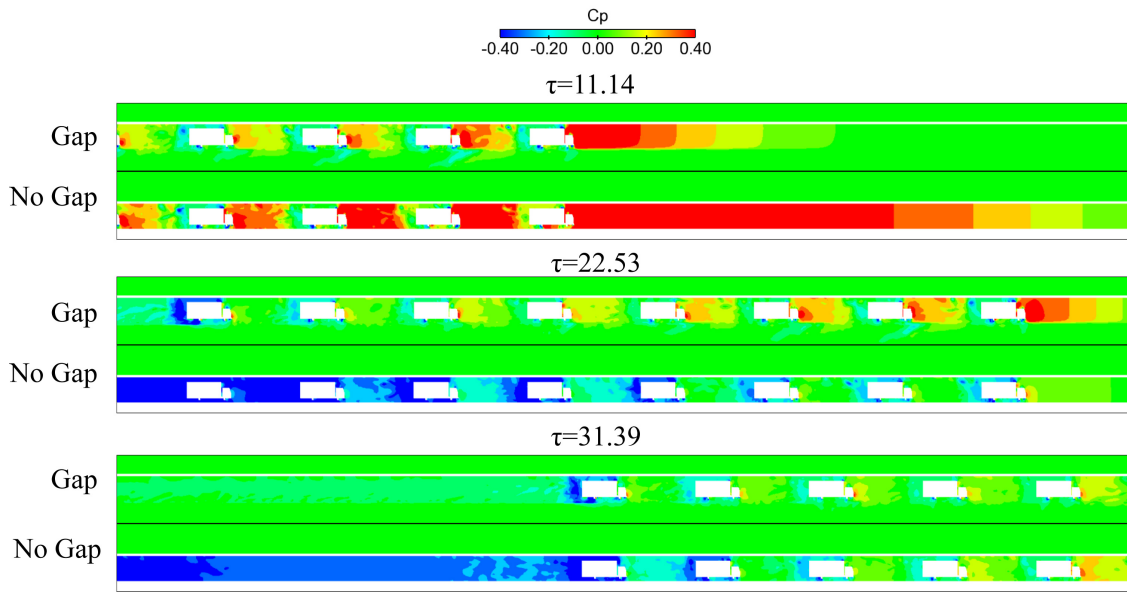 Cp
-0.40 -0.20 0.00 0.20 0.40
τ=11.14
Gap
No Gap
τ=22.53
Gap
No Gap
τ=31.39
Gap
No Gap